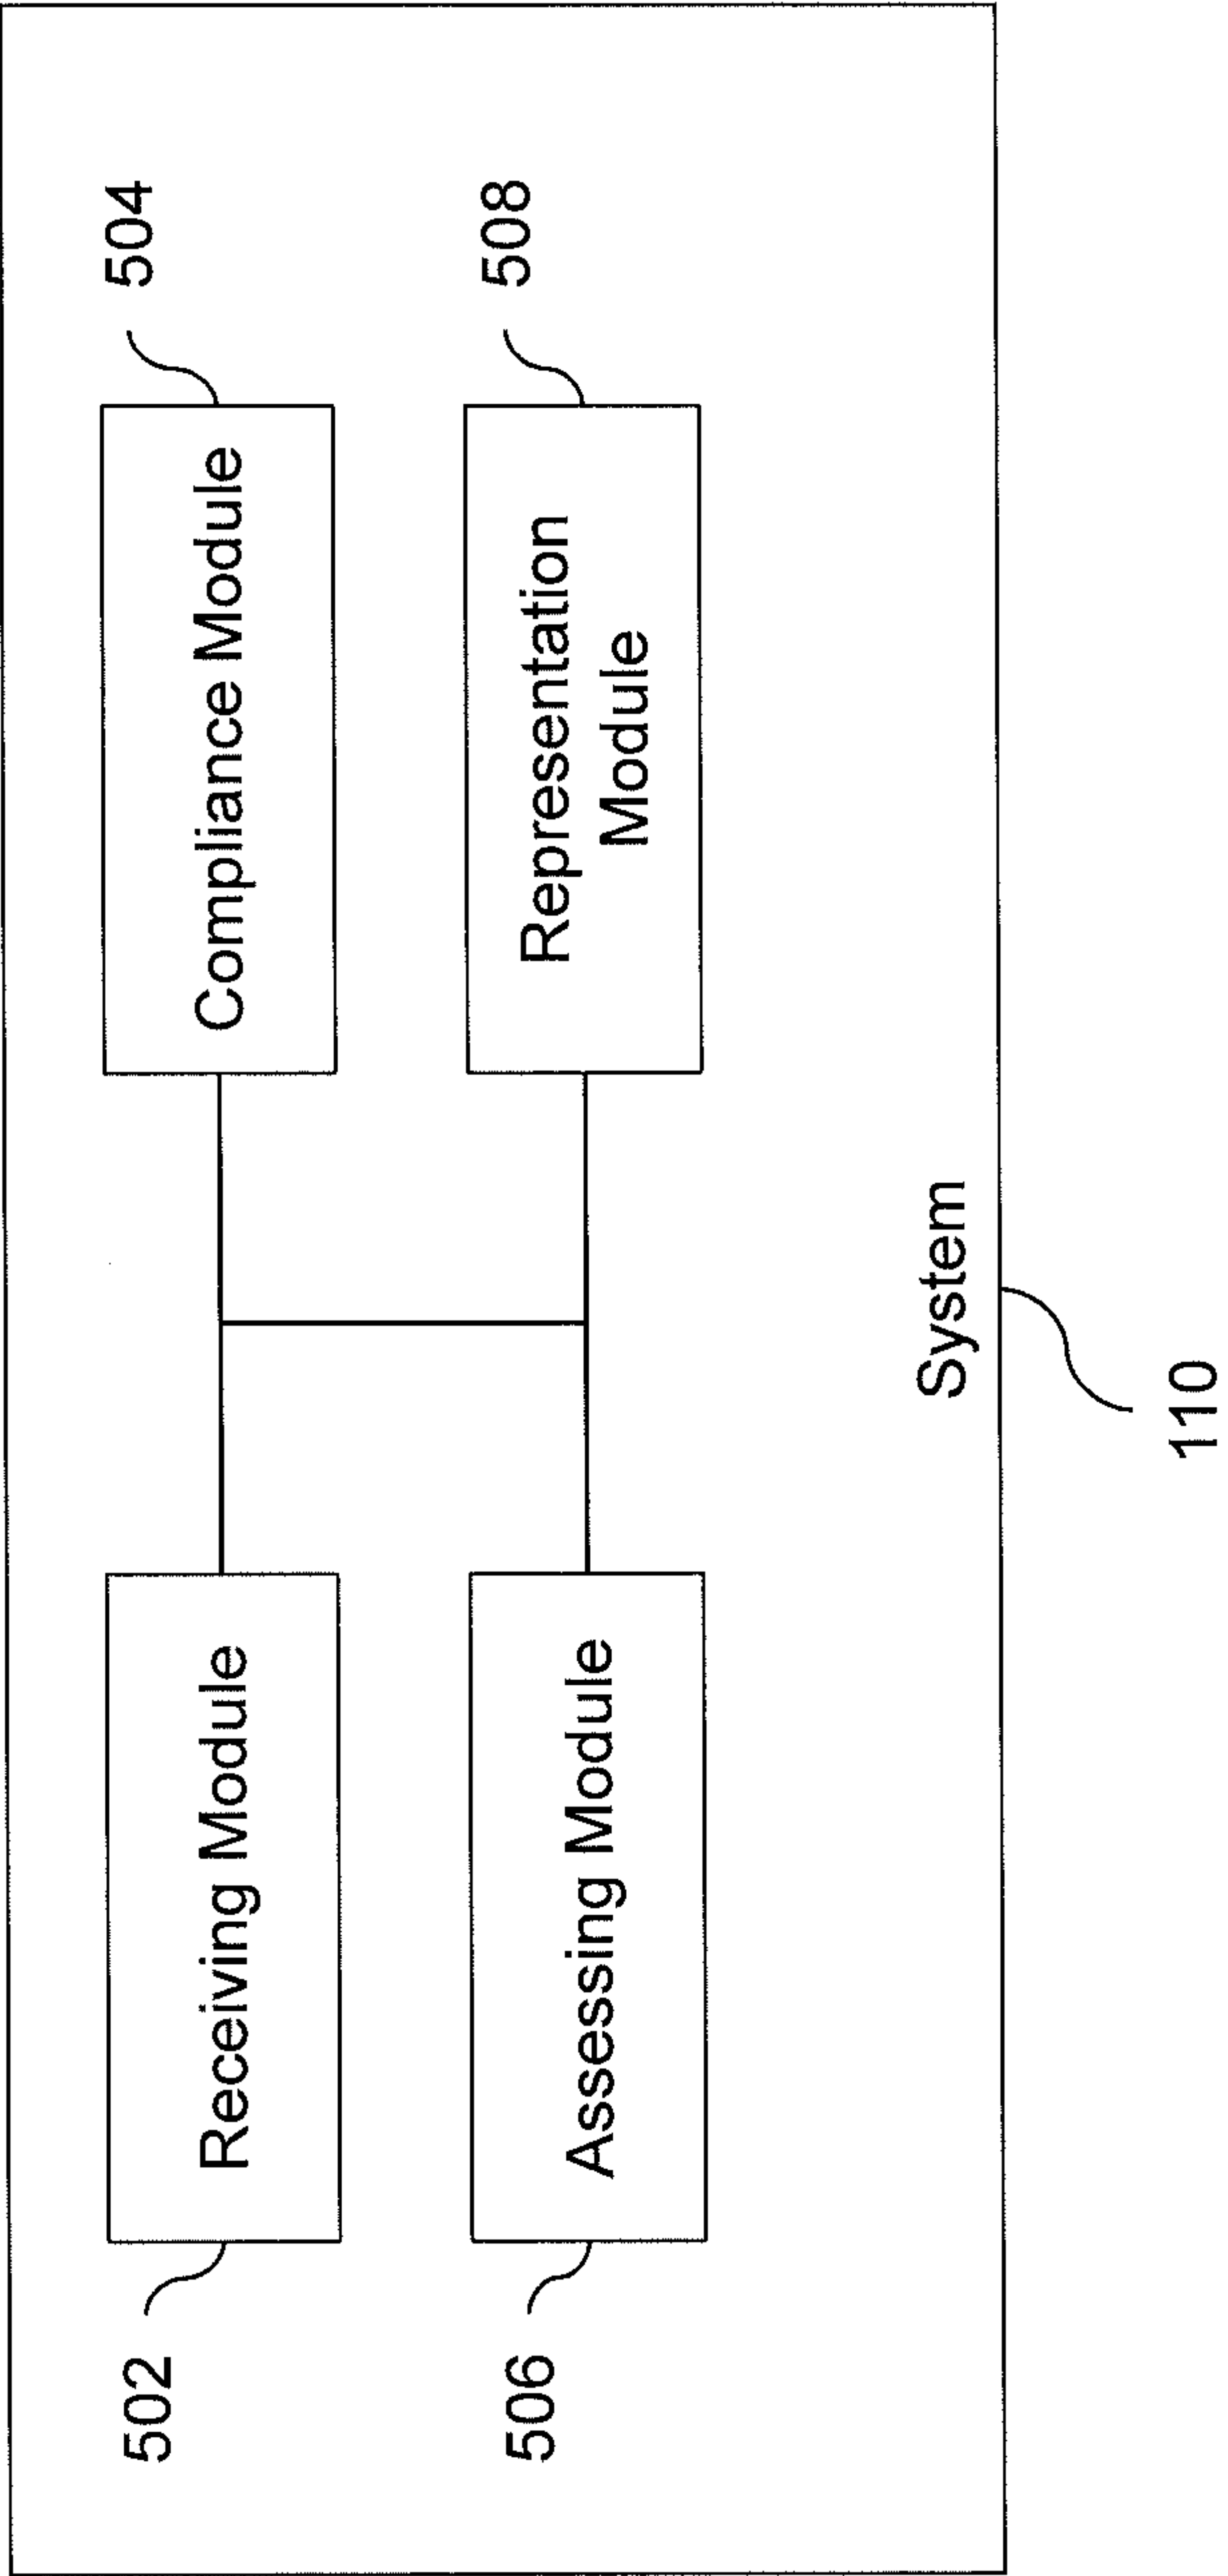 502
Receiving Module
Compliance Module
504
506
Assessing Module
Representation
Module
508
System
110